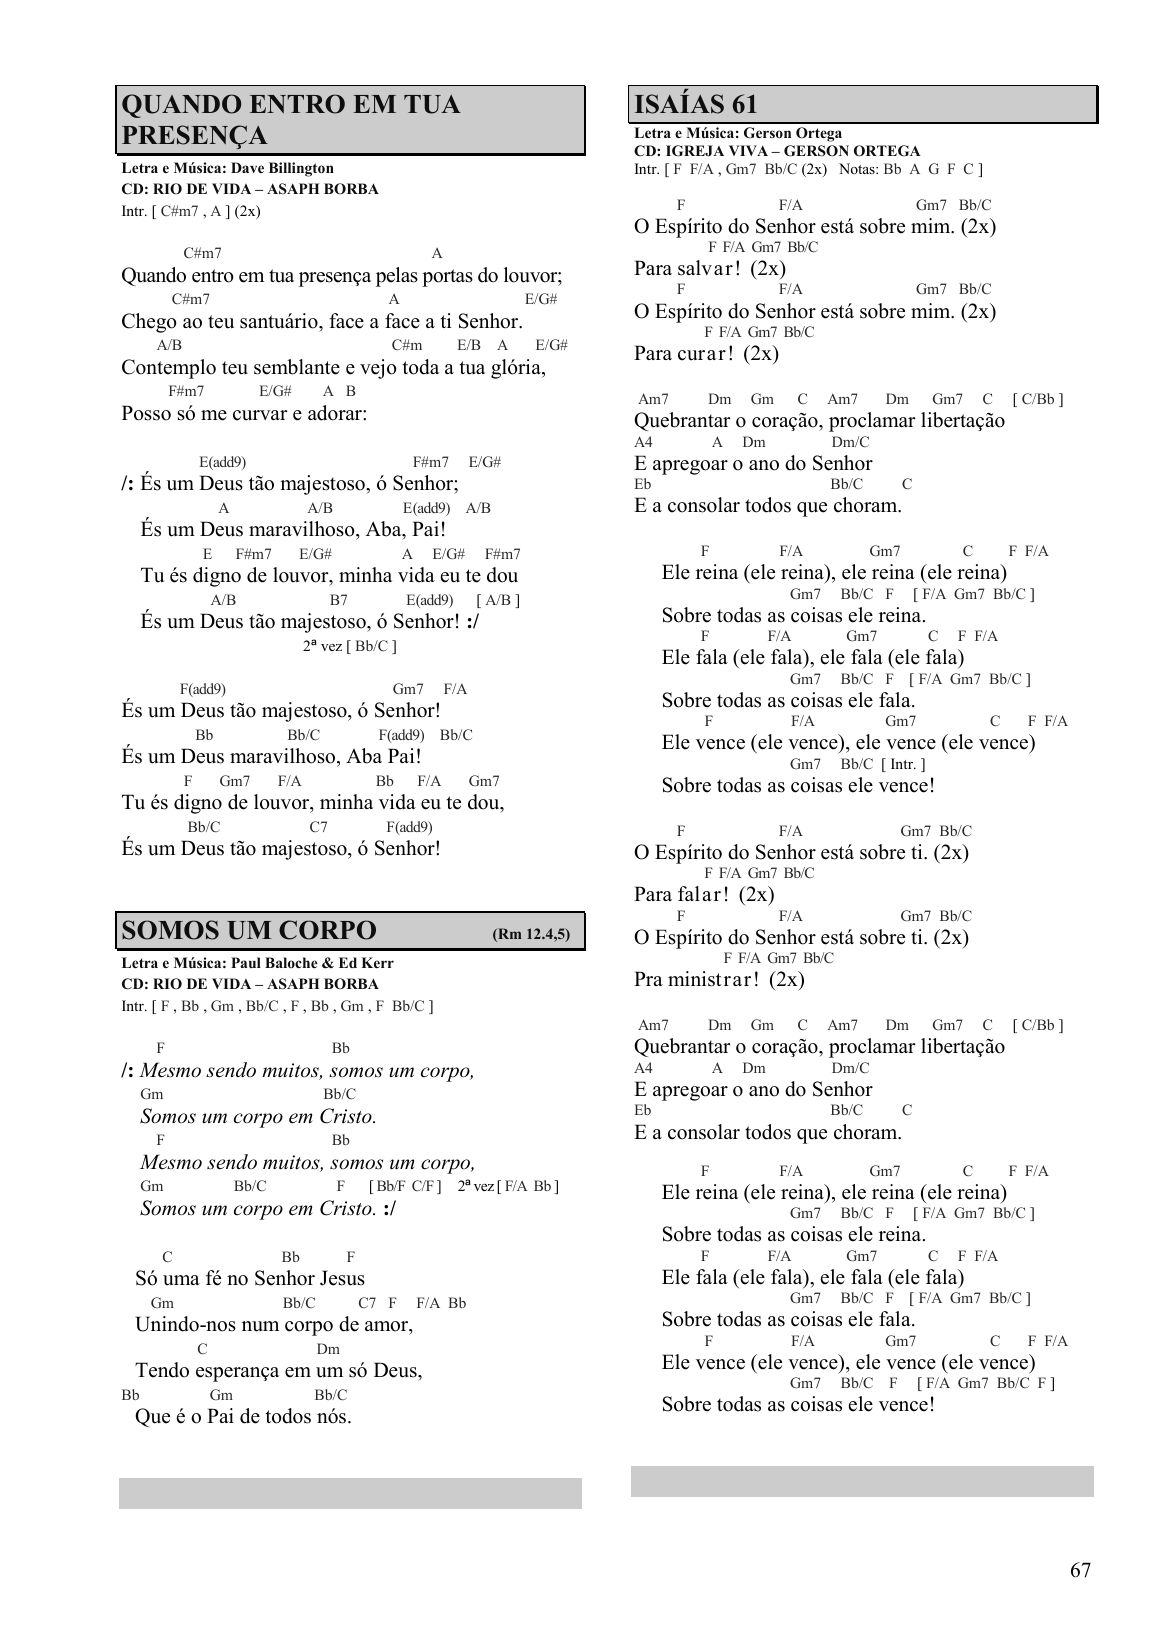 QUANDO ENTRO EM TUA
PRESENÇA
Letra e Música: Dave Billington
CD: RIO DE VIDA – ASAPH BORBA
Intr. [ C#m7 , A ] (2x)
C#m7 A
Quando entro em tua presença pelas portas do louvor;
C#m7 A E/G#
Chego ao teu santuário, face a face a ti Senhor.
A/B C#m E/B A E/G#
Contemplo teu semblante e vejo toda a tua glória,
F#m7 E/G# A B
Posso só me curvar e adorar:
E(add9) F#m7 E/G#
/: És um Deus tão majestoso, ó Senhor;
A A/B E(add9) A/B
És um Deus maravilhoso, Aba, Pai!
E F#m7 E/G# A E/G# F#m7
Tu és digno de louvor, minha vida eu te dou
A/B B7 E(add9) [ A/B ]
És um Deus tão majestoso, ó Senhor! :/
2ª vez [ Bb/C ]
F(add9) Gm7 F/A
És um Deus tão majestoso, ó Senhor!
Bb Bb/C F(add9) Bb/C
És um Deus maravilhoso, Aba Pai!
F Gm7 F/A Bb F/A Gm7
Tu és digno de louvor, minha vida eu te dou,
Bb/C C7 F(add9)
És um Deus tão majestoso, ó Senhor!
SOMOS UM CORPO (Rm 12.4,5)
Letra e Música: Paul Baloche & Ed Kerr
CD: RIO DE VIDA – ASAPH BORBA
Intr. [ F , Bb , Gm , Bb/C , F , Bb , Gm , F Bb/C ]
F Bb
/: Mesmo sendo muitos, somos um corpo,
Gm Bb/C
Somos um corpo em Cristo.
F Bb
Mesmo sendo muitos, somos um corpo,
Gm Bb/C F [ Bb/F C/F ] 2ª vez [ F/A Bb ]
Somos um corpo em Cristo. :/
C Bb F
Só uma fé no Senhor Jesus
Gm Bb/C C7 F F/A Bb
Unindo-nos num corpo de amor,
C Dm
Tendo esperança em um só Deus,
Bb Gm Bb/C
Que é o Pai de todos nós.
ISAÍAS 61
Letra e Música: Gerson Ortega
CD: IGREJA VIVA – GERSON ORTEGA
Intr. [ F F/A , Gm7 Bb/C (2x) Notas: Bb A G F C ]
F F/A Gm7 Bb/C
O Espírito do Senhor está sobre mim. (2x)
F F/A Gm7 Bb/C
Para salvar! (2x)
F F/A Gm7 Bb/C
O Espírito do Senhor está sobre mim. (2x)
F F/A Gm7 Bb/C
Para curar! (2x)
Am7 Dm Gm C Am7 Dm Gm7 C [ C/Bb ]
Quebrantar o coração, proclamar libertação
A4 A Dm Dm/C
E apregoar o ano do Senhor
Eb Bb/C C
E a consolar todos que choram.
F F/A Gm7 C F F/A
Ele reina (ele reina), ele reina (ele reina)
Gm7 Bb/C F [ F/A Gm7 Bb/C ]
Sobre todas as coisas ele reina.
F F/A Gm7 C F F/A
Ele fala (ele fala), ele fala (ele fala)
Gm7 Bb/C F [ F/A Gm7 Bb/C ]
Sobre todas as coisas ele fala.
F F/A Gm7 C F F/A
Ele vence (ele vence), ele vence (ele vence)
Gm7 Bb/C [ Intr. ]
Sobre todas as coisas ele vence!
F F/A Gm7 Bb/C
O Espírito do Senhor está sobre ti. (2x)
F F/A Gm7 Bb/C
Para falar! (2x)
F F/A Gm7 Bb/C
O Espírito do Senhor está sobre ti. (2x)
F F/A Gm7 Bb/C
Pra ministrar! (2x)
Am7 Dm Gm C Am7 Dm Gm7 C [ C/Bb ]
Quebrantar o coração, proclamar libertação
A4 A Dm Dm/C
E apregoar o ano do Senhor
Eb Bb/C C
E a consolar todos que choram.
F F/A Gm7 C F F/A
Ele reina (ele reina), ele reina (ele reina)
Gm7 Bb/C F [ F/A Gm7 Bb/C ]
Sobre todas as coisas ele reina.
F F/A Gm7 C F F/A
Ele fala (ele fala), ele fala (ele fala)
Gm7 Bb/C F [ F/A Gm7 Bb/C ]
Sobre todas as coisas ele fala.
F F/A Gm7 C F F/A
Ele vence (ele vence), ele vence (ele vence)
Gm7 Bb/C F [ F/A Gm7 Bb/C F ]
Sobre todas as coisas ele vence!
67